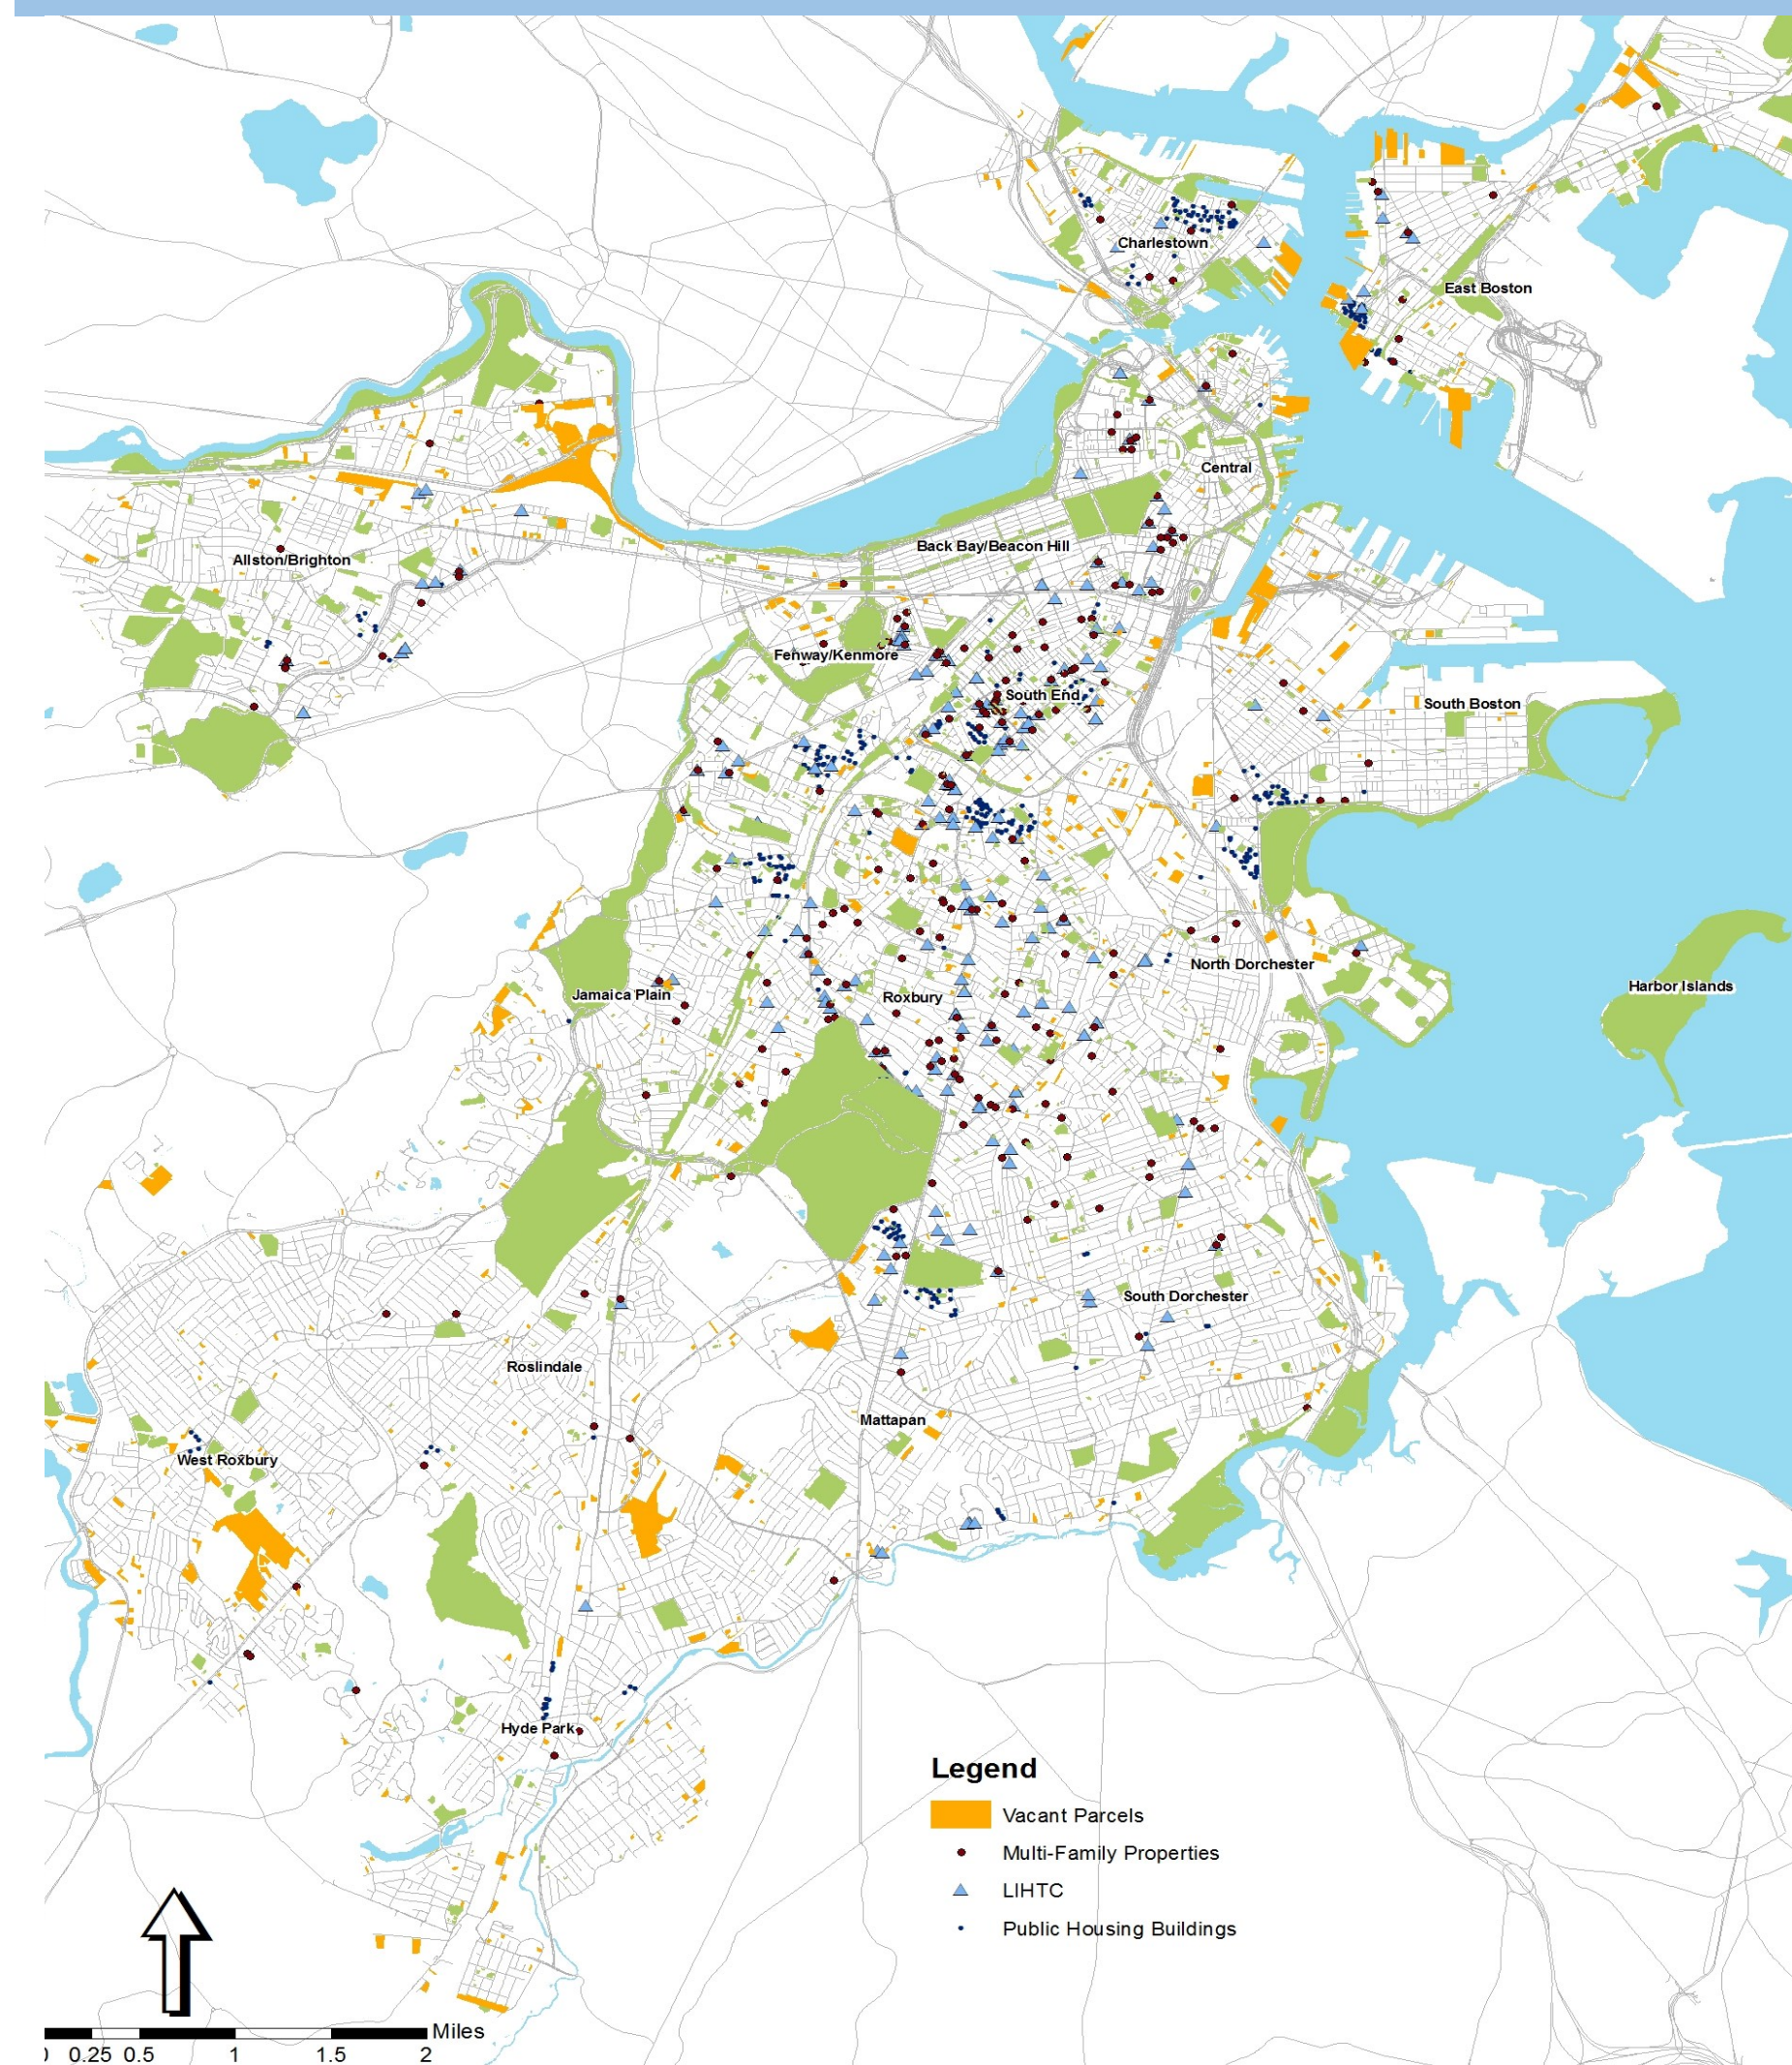 Charlestown
East Boston
Central
Back Bay/Beacon Hill
Allston/Brighton
Fenway/Kenmore
South End
South Boston
North Dorchester
Harbor Islands
Jamaica Plain
Roxbury
South Dorchester
Roslindale
Mattapan
West Roxbury
Hyde Park
Legend
Vacant Parcels
Multi-Family Properties
LIHTC
Public Housing Buildings
Miles
0 0.25 0.5 1 1.5 2